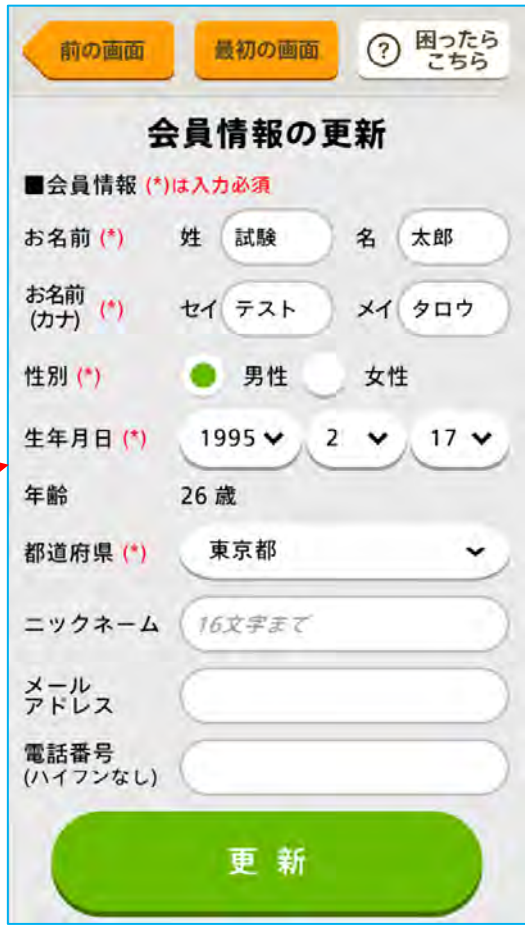 前の画面 最初の画面 ? 困ったら
こちら
会員情報の更新
■会員情報 (*)は入力必須
お名前 (*) 姓 試験 名 太郎
お名前
(カナ) (*) セイ テスト メイ タロウ
性別 (*) 男性 女性
生年月日 (*) 1995 2 17
年齢 26 歳
都道府県 (*) 東京都
ニックネーム 16文字まで
メール
アドレス
電話番号
(ハイフンなし)
更新